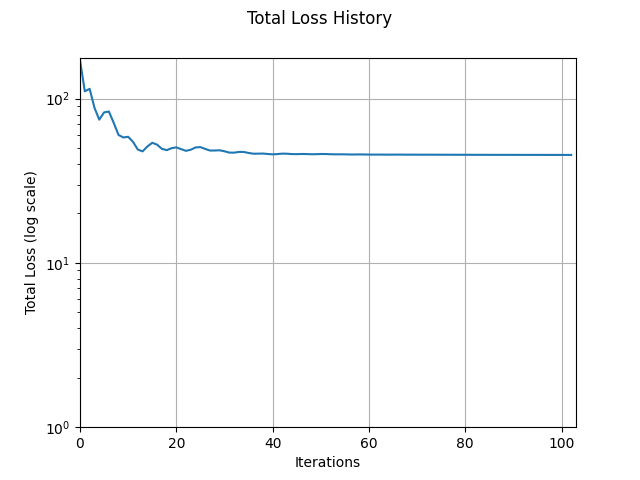 Total Loss History
Total Loss (log scale)
10²
10¹
10⁰
0 20 40 60 80 100
Iterations